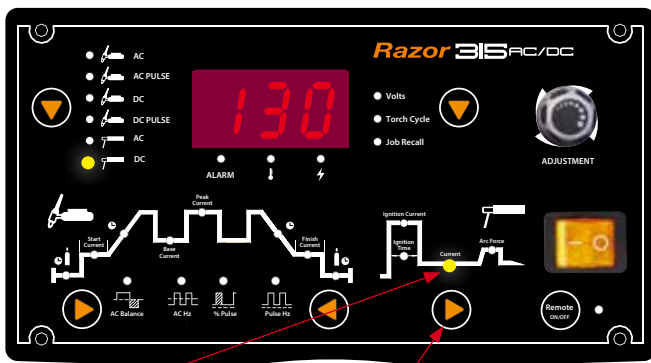 Razor 315 AC/DC
AC
AC PULSE
DC
DC PULSE
AC
DC
130
ALARM
Volts
Torch Cycle
Job Recall
ADJUSTMENT
Start
Current
Base
Current
Peak
Current
Finish
Current
AC Balance
AC Hz
% Pulse
Pulse Hz
Ignition Current
Ignition
Time
Current
Arc Force
Remote
ON/OFF